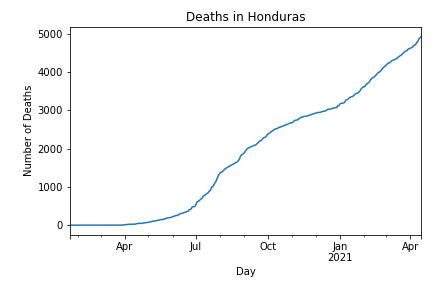 Deaths in Honduras
5000
4000
3000
2000
1000
0
Number of Deaths
Apr Jul Oct Jan Apr
2021
Day